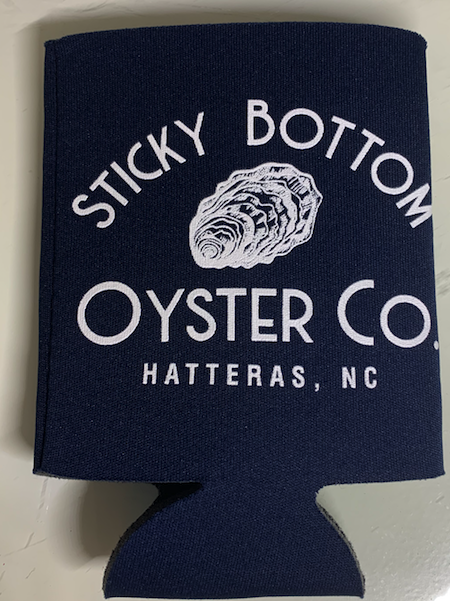 Sticky Bottom
Oyster Co.
HATTERAS, NC